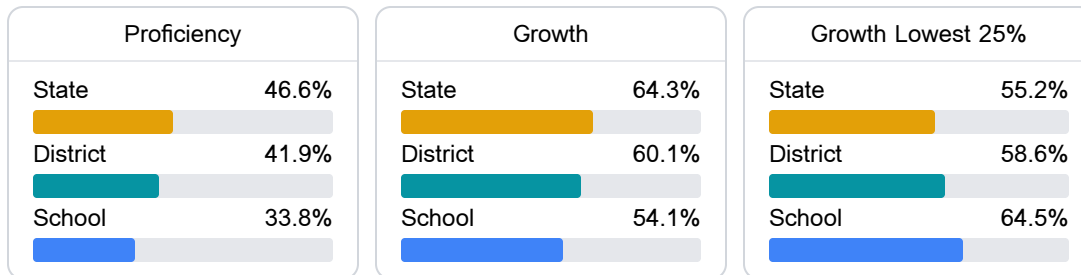 Proficiency
State 46.6%
District 41.9%
School 33.8%
Growth
State 64.3%
District 60.1%
School 54.1%
Growth Lowest 25%
State 55.2%
District 58.6%
School 64.5%